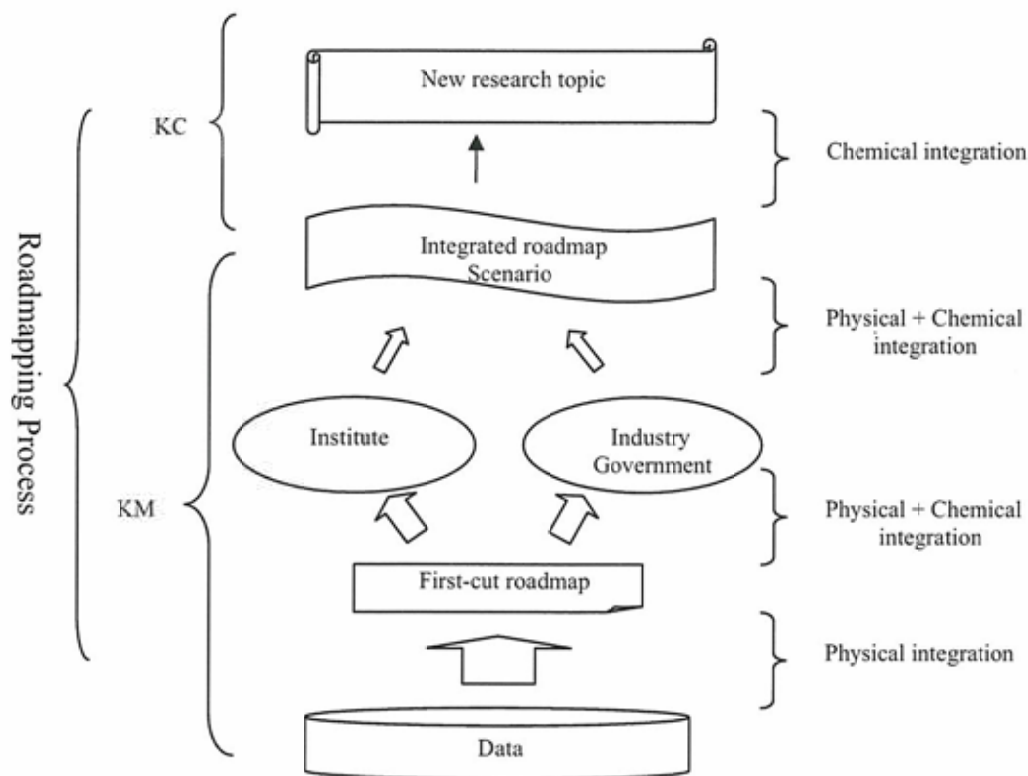 New research topic
KC
Chemical integration
Integrated roadmap
Scenario
Physical + Chemical
integration
Roadmapping Process
Institute
Industry
Government
KM
Physical + Chemical
integration
First-cut roadmap
Physical integration
Data